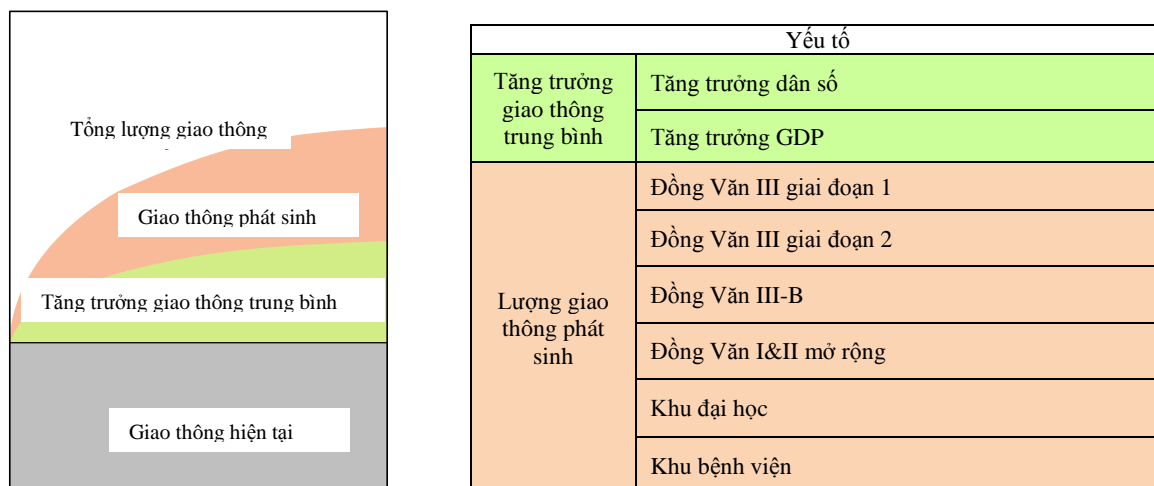 Tổng lượng giao thông
Giao thông phát sinh
Tăng trưởng giao thông trung bình
Giao thông hiện tại
Yếu tố
Tăng trưởng
giao thông
trung bình
Tăng trưởng dân số
Tăng trưởng GDP
Lượng giao
thông phát
sinh
Đồng Văn III giai đoạn 1
Đồng Văn III giai đoạn 2
Đồng Văn III-B
Đồng Văn I&II mở rộng
Khu đại học
Khu bệnh viện